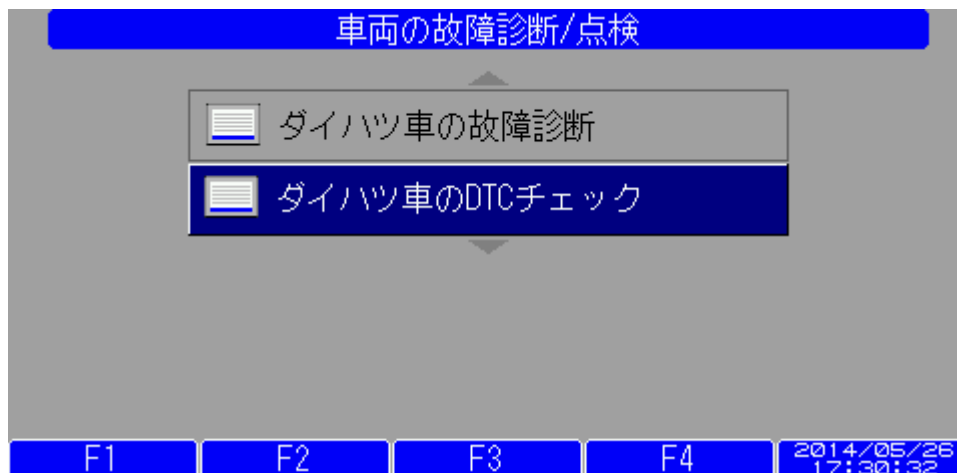 車両の故障診断/点検
ダイハツ車の故障診断
ダイハツ車のDTCチェック
F1
F2
F3
F4
2014/05/26
17:30:36